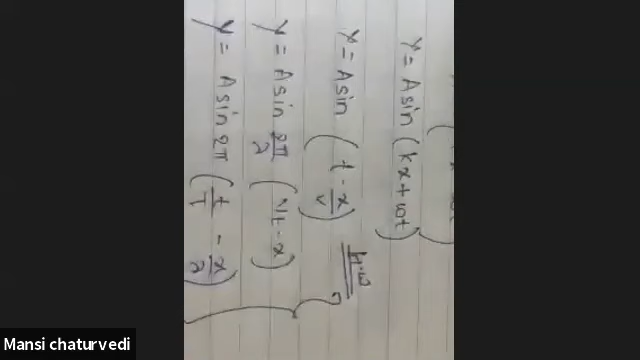 y = A sin (kx + ωt)
y = A sin (t - x/v)
H.W
y = A sin 2π/λ (vt - x)
y = A sin 2π (t/T - x/λ)
Mansi chaturvedi